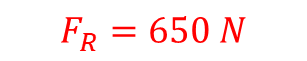 F_R = 650 N